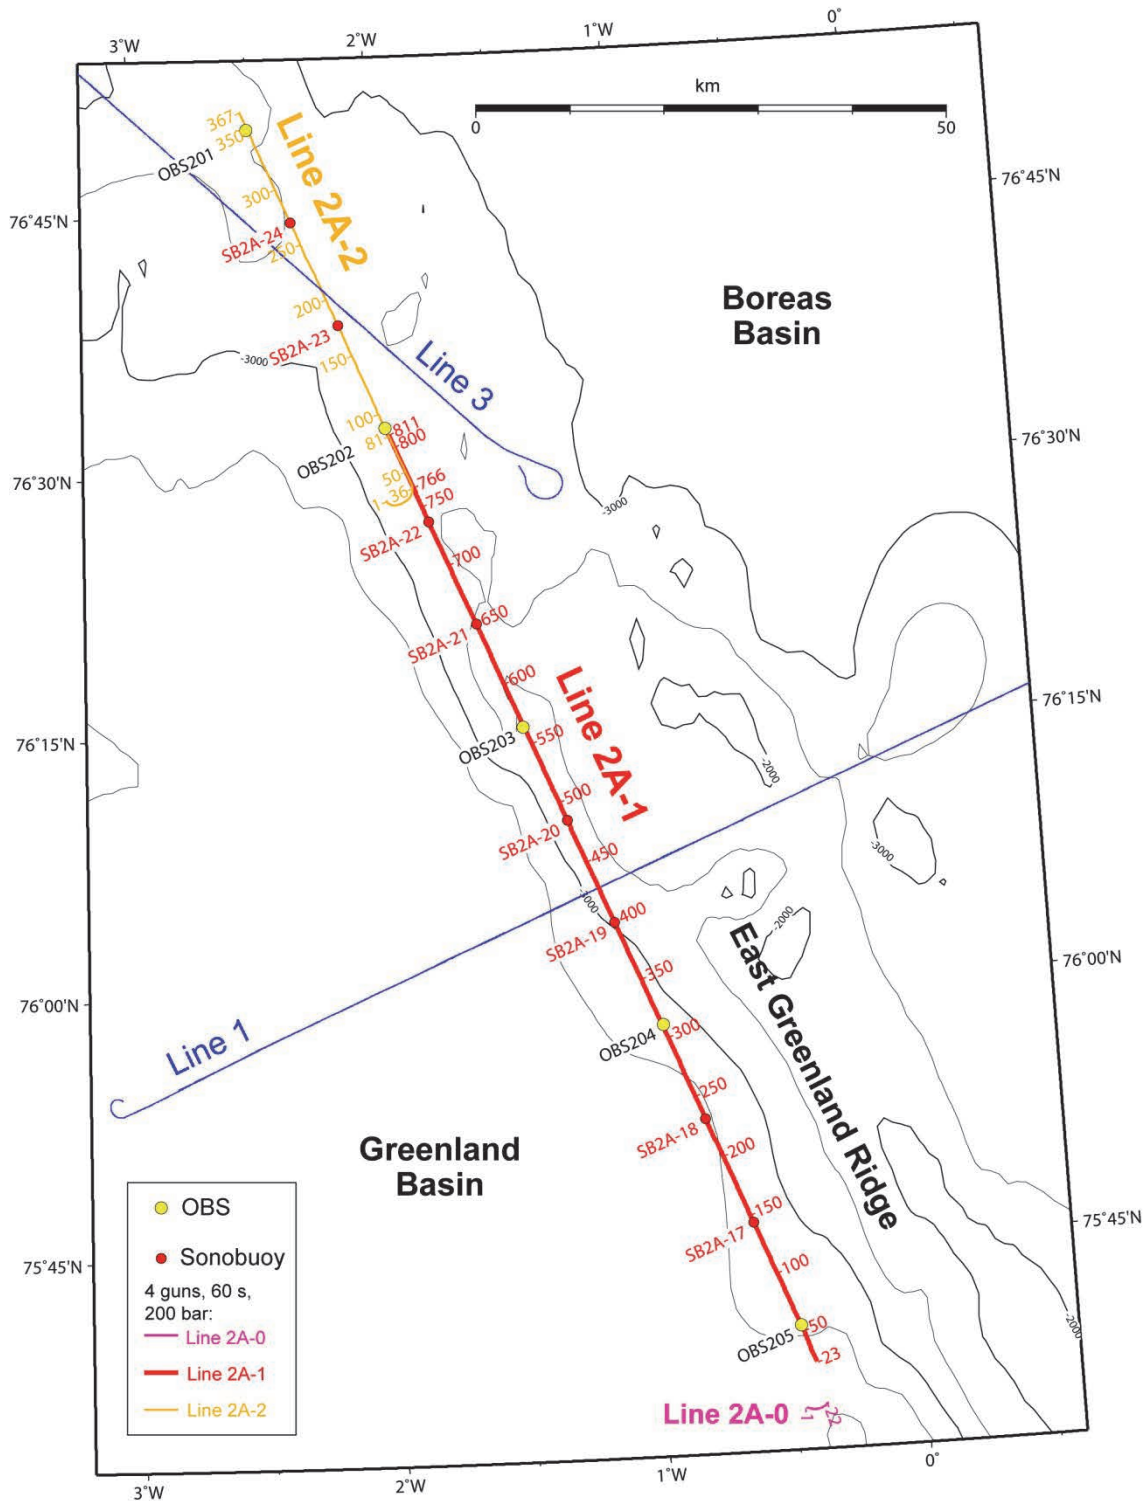 3°W
2°W
1°W
0°
km
0
50
367
350
OBS201
Line 2A-2
300
76°45'N
76°45'N
SB2A-24
250
200
Boreas
Basin
SB2A-23
-3000
150
Line 3
100
811
81
800
OBS202
76°30'N
76°30'N
50
766
1
36
750
-3000
SB2A-22
700
650
SB2A-21
600
Line 2A-1
76°15'N
76°15'N
OBS203
550
-2000
500
SB2A-20
450
-3000
-3000
400
SB2A-19
-2000
East Greenland Ridge
350
76°00'N
76°00'N
Line 1
OBS204
300
250
SB2A-18
200
Greenland
Basin
150
SB2A-17
75°45'N
75°45'N
100
OBS
Sonobuoy
4 guns, 60 s,
200 bar:
Line 2A-0
Line 2A-1
Line 2A-2
OBS205
50
23
-2000
Line 2A-0
1
22
3°W
2°W
1°W
0°